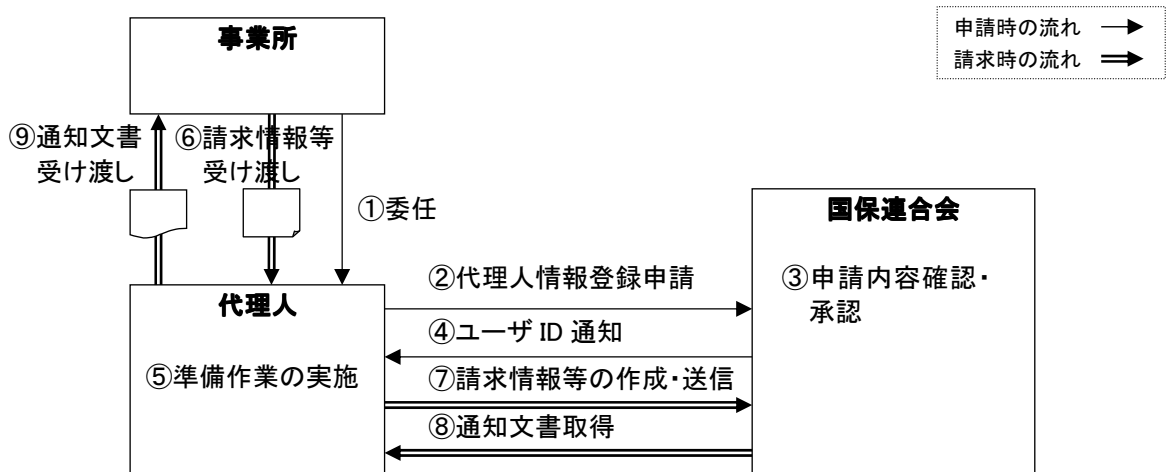 事業所
申請時の流れ
請求時の流れ
⑨通知文書
受け渡し
⑥請求情報等
受け渡し
①委任
国保連合会
③申請内容確認・
承認
代理人
⑤準備作業の実施
②代理人情報登録申請
④ユーザ ID 通知
⑦請求情報等の作成・送信
⑧通知文書取得